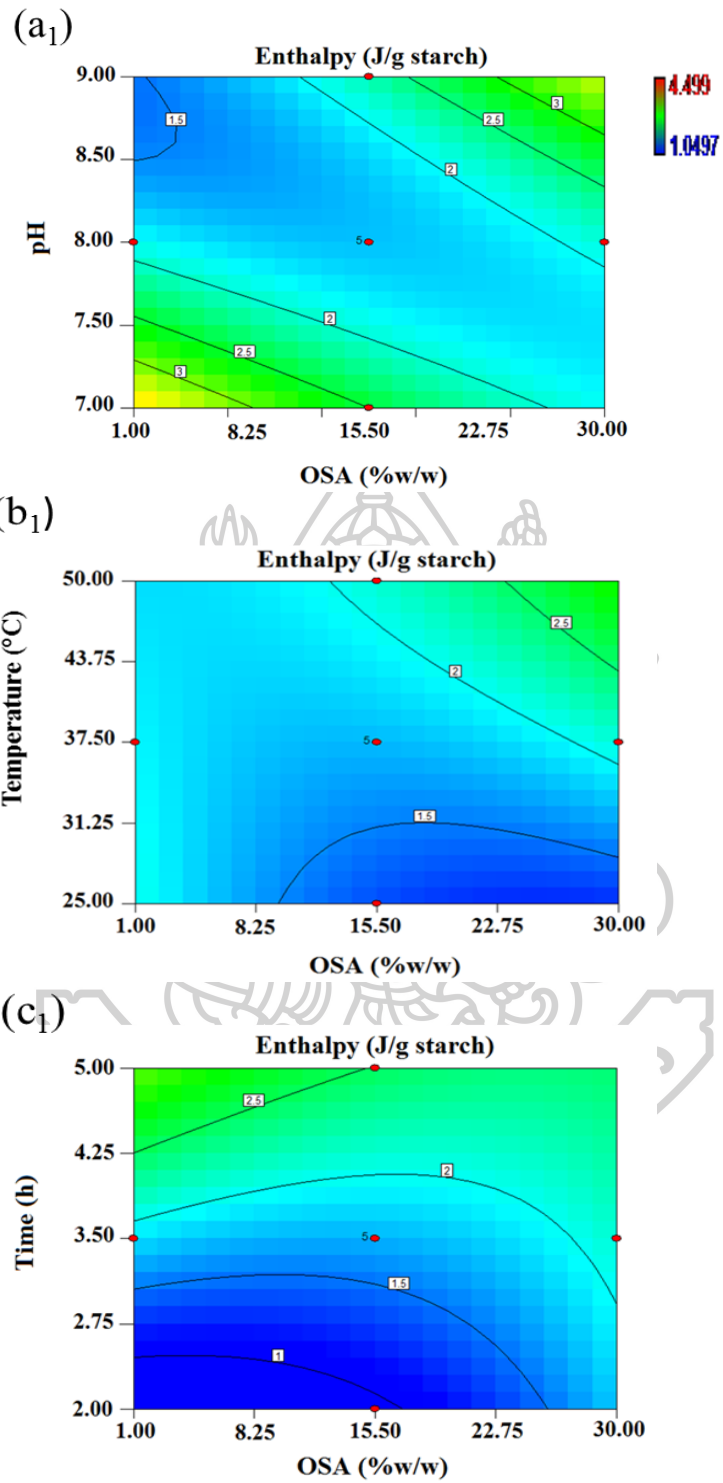 (a1)
Enthalpy (J/g starch)
9.00
8.50
8.00
7.50
7.00
pH
1.5
3
2.5
2
5
2
2.5
3
4.499
1.0497
1.00 8.25 15.50 22.75 30.00
OSA (%w/w)
(b1)
Enthalpy (J/g starch)
50.00
43.75
37.50
31.25
25.00
Temperature (°C)
2.5
2
5
1.5
1.00 8.25 15.50 22.75 30.00
OSA (%w/w)
(c1)
Enthalpy (J/g starch)
5.00
4.25
3.50
2.75
2.00
Time (h)
2.5
2
5
1.5
1
1.00 8.25 15.50 22.75 30.00
OSA (%w/w)